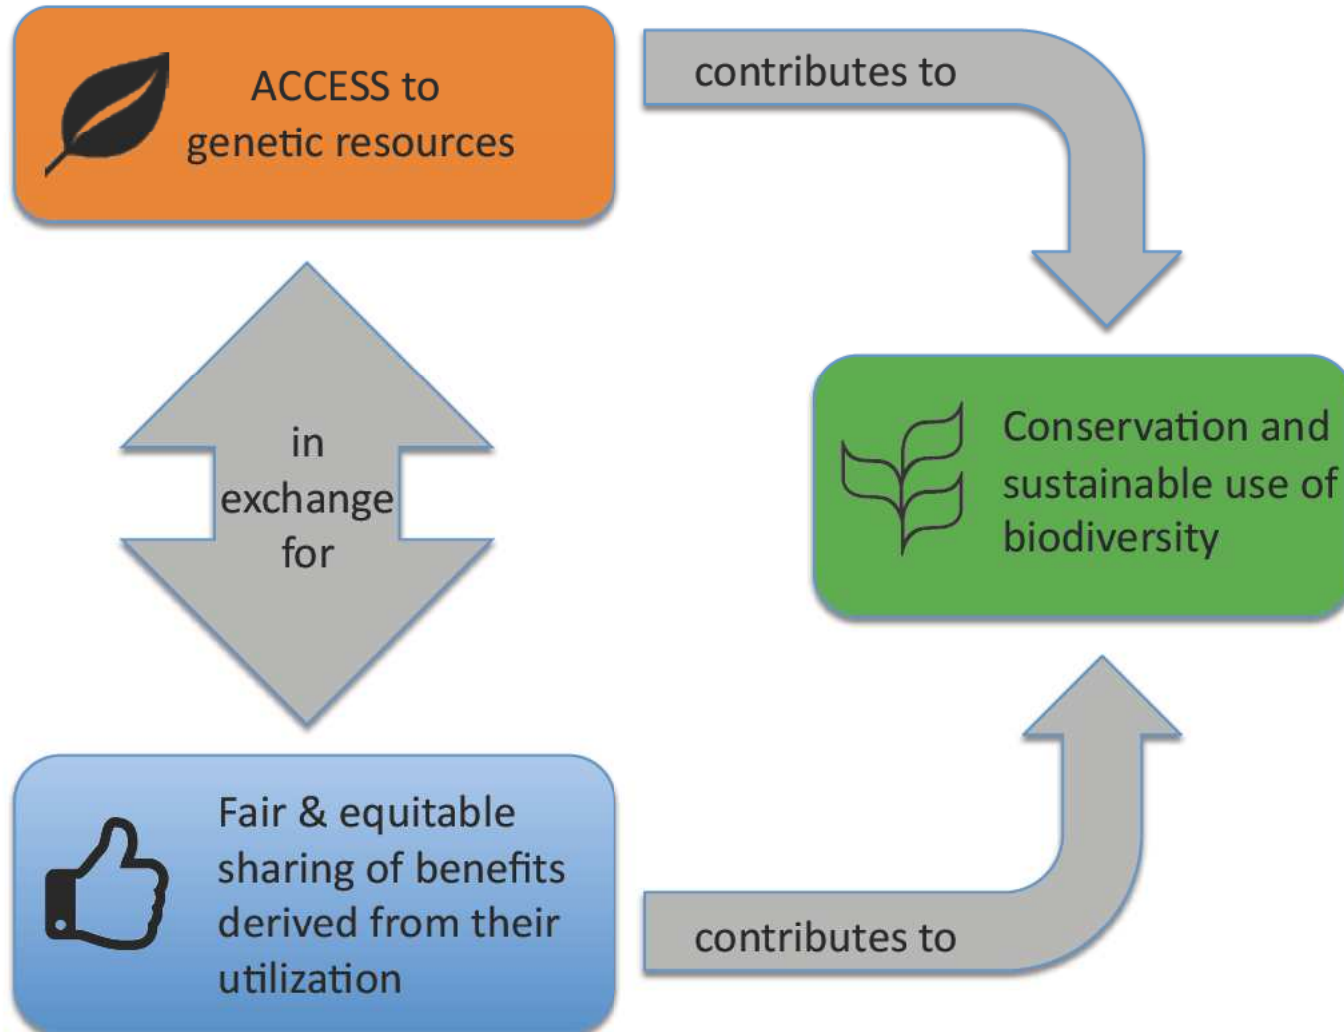 ACCESS to
genetic resources
contributes to
in
exchange
for
Conservation and
sustainable use of
biodiversity
Fair & equitable
sharing of benefits
derived from their
utilization
contributes to